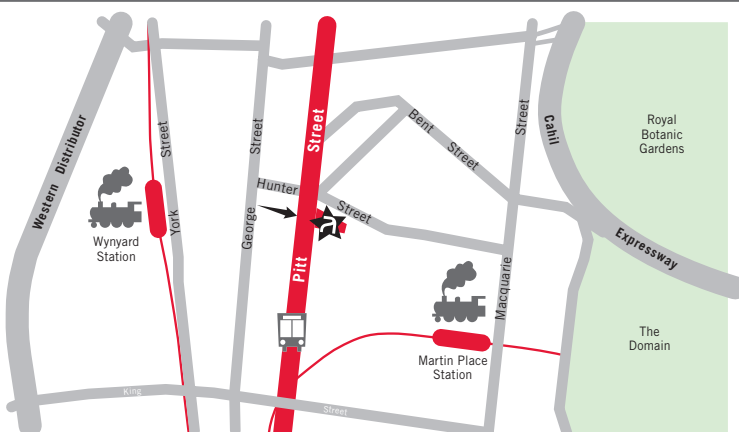 Western Distributor
York Street
George Street
Pitt Street
Hunter Street
Bent Street
Macquarie Street
Cahil Expressway
Royal
Botanic
Gardens
Wynyard
Station
Martin Place
Station
The
Domain
King Street